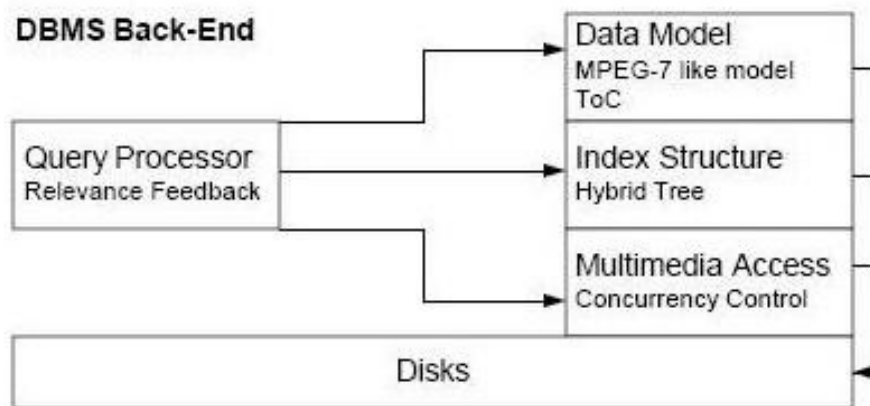 DBMS Back-End
Query Processor
Relevance Feedback
Data Model
MPEG-7 like model
ToC
Index Structure
Hybrid Tree
Multimedia Access
Concurrency Control
Disks